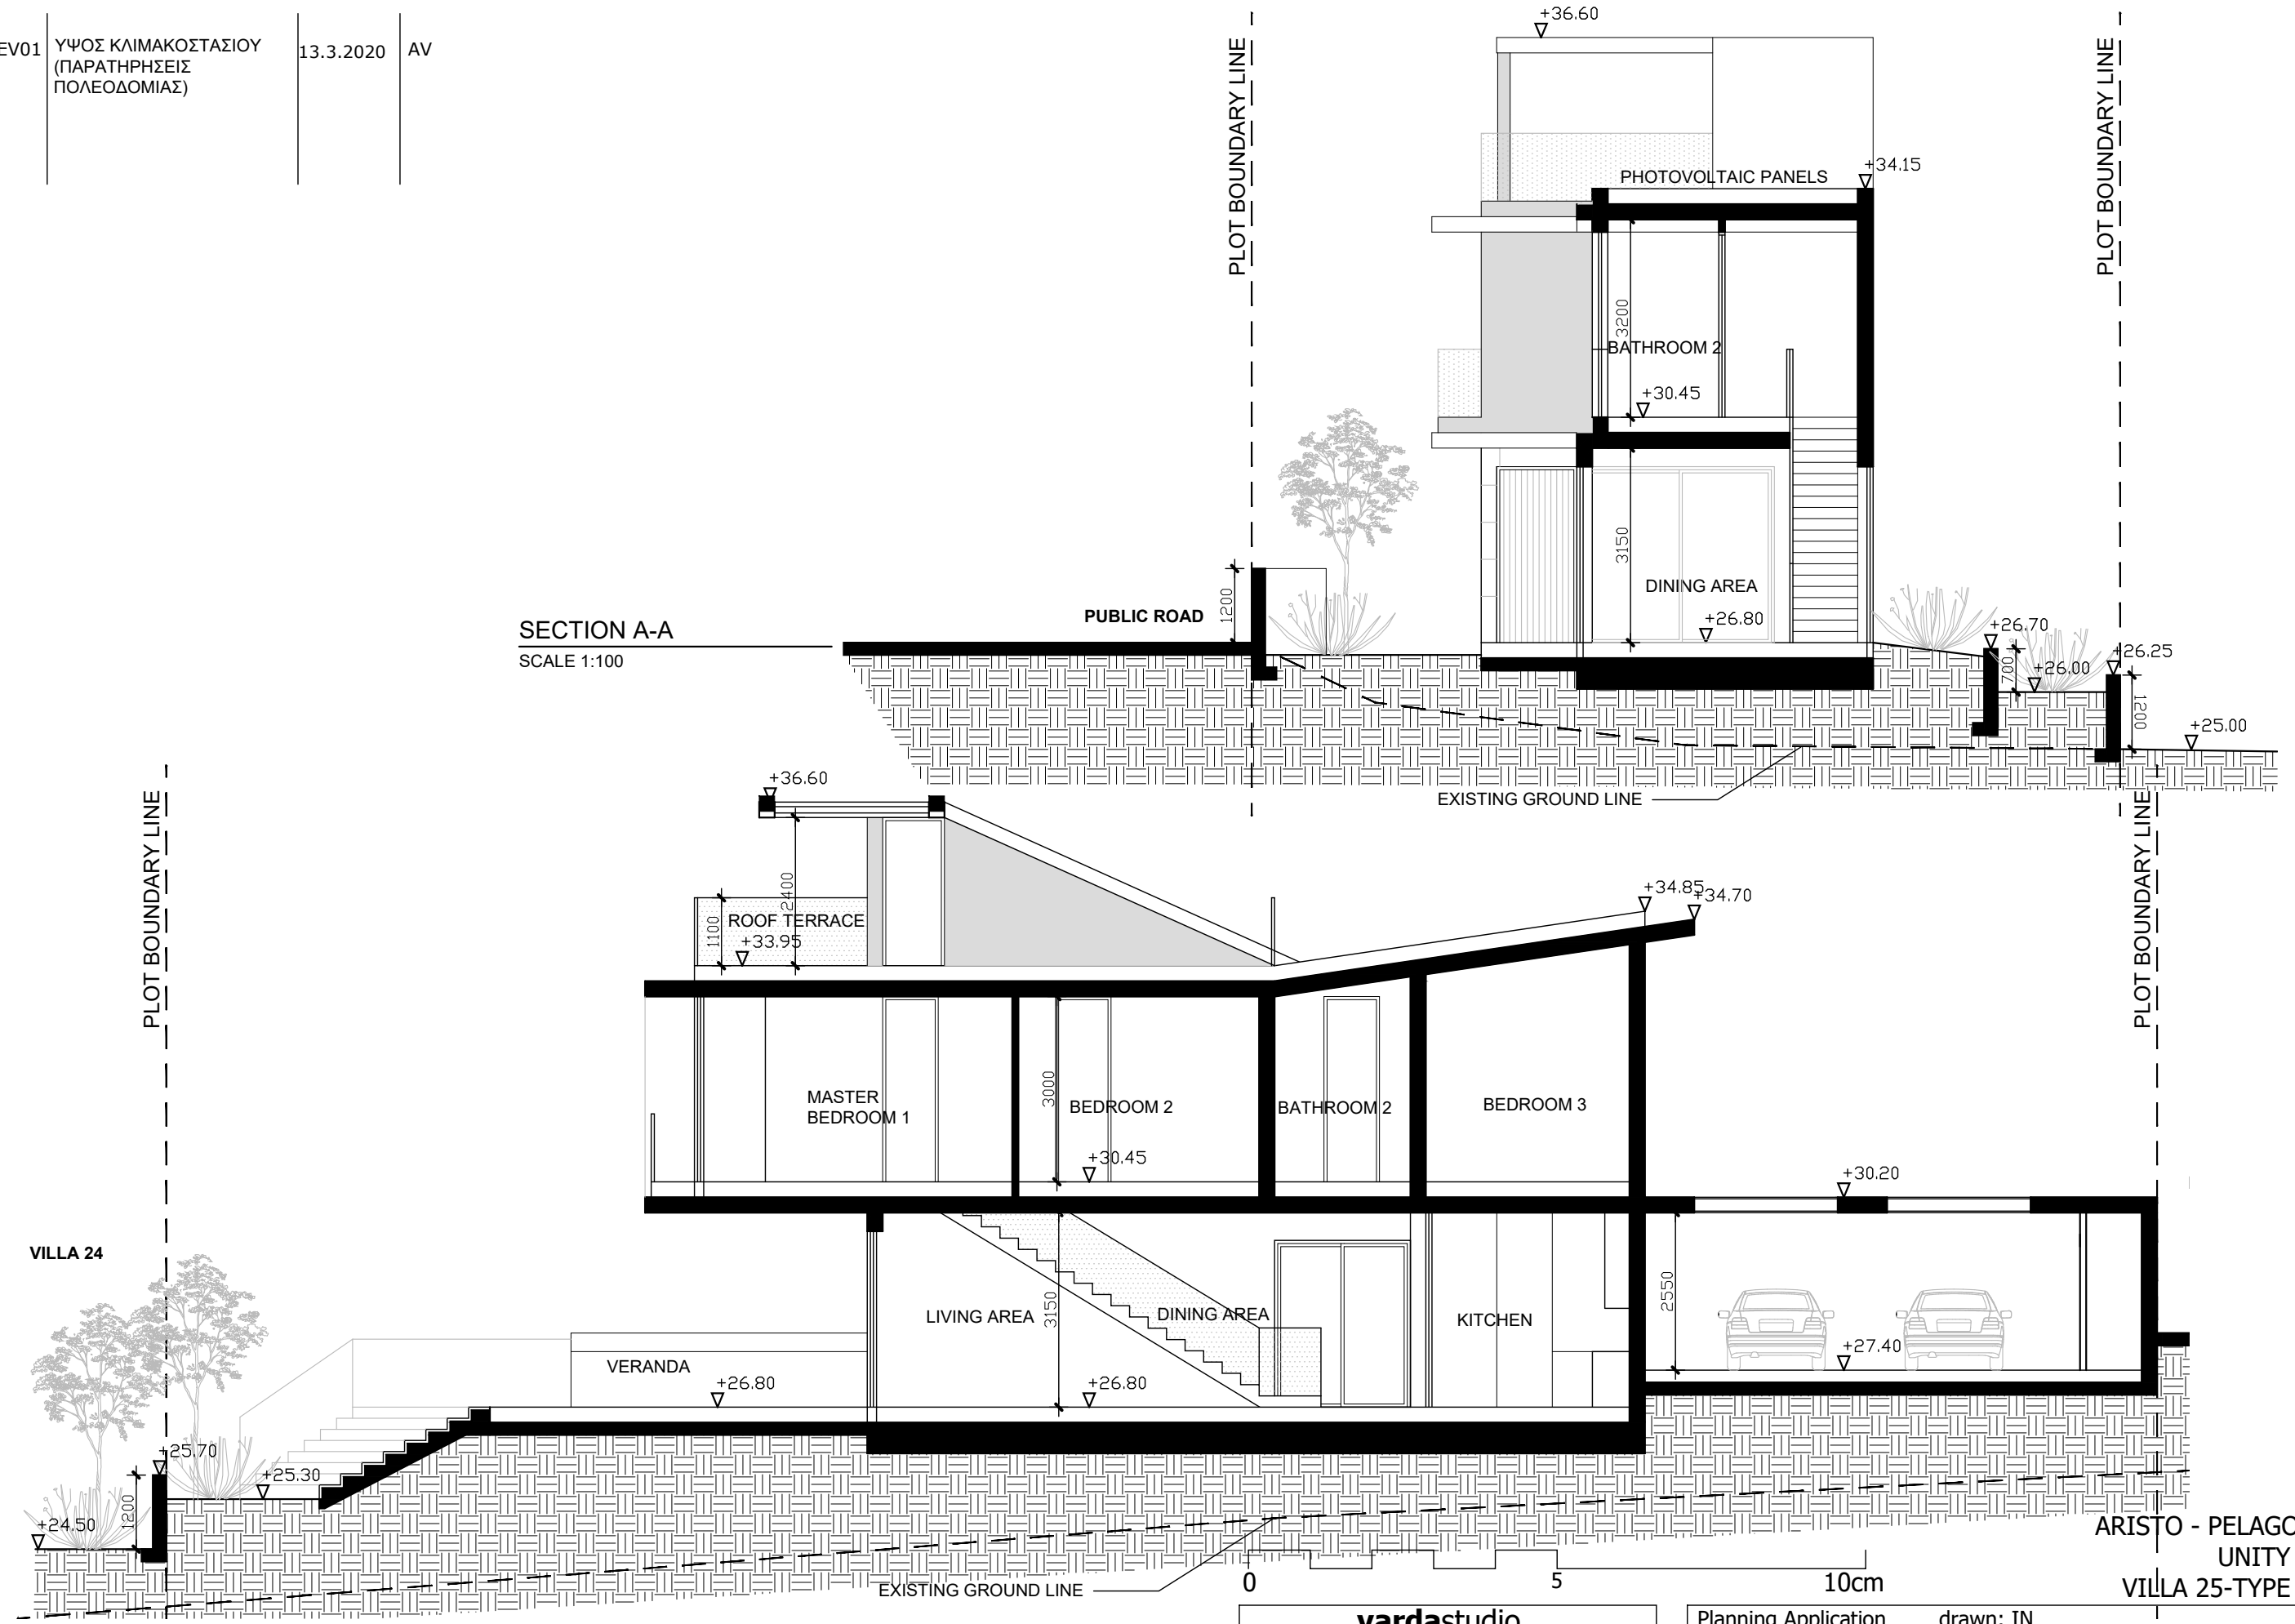 EV01 ΥΨΟΣ ΚΛΙΜΑΚΟΣΤΑΣΙΟΥ 13.3.2020 AV
(ΠΑΡΑΤΗΡΗΣΕΙΣ
ΠΟΛΕΟΔΟΜΙΑΣ)
+36.60
PLOT BOUNDARY LINE
PLOT BOUNDARY LINE
PHOTOVOLTAIC PANELS
+34.15
3200
BATHROOM 2
+30.45
3150
DINING AREA
+26.80
1200
PUBLIC ROAD
SECTION A-A
SCALE 1:100
+26.70
700
+26.00
+26.25
1200
+25.00
EXISTING GROUND LINE
PLOT BOUNDARY LINE
PLOT BOUNDARY LINE
+36.60
2400
1100
ROOF TERRACE
+33.95
+34.85
+34.70
MASTER
BEDROOM 1
3000
BEDROOM 2
BATHROOM 2
BEDROOM 3
+30.45
+30.20
VILLA 24
LIVING AREA
3150
DINING AREA
KITCHEN
2550
VERANDA
+26.80
+26.80
+27.40
+25.70
+25.30
1200
+24.50
EXISTING GROUND LINE
0 5 10cm
ARISTO - PELAGO
UNITY
VILLA 25-TYPE
vardastudio
Planning Application drawn: IN